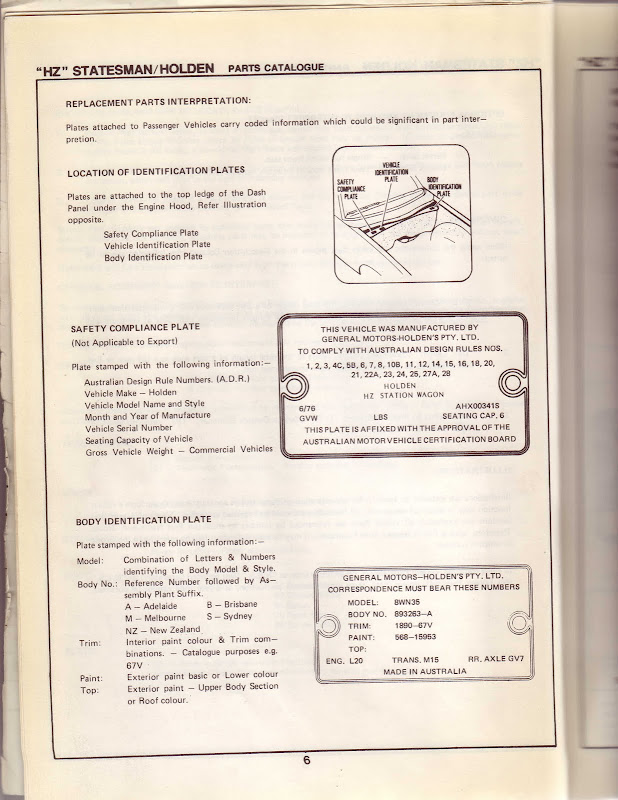 "HZ" STATESMAN/HOLDEN PARTS CATALOGUE
REPLACEMENT PARTS INTERPRETATION:
Plates attached to Passenger Vehicles carry coded information which could be significant in part inter—
pretion.
LOCATION OF IDENTIFICATION PLATES
Plates are attached to the top ledge of the Dash
Panel under the Engine Hood, Refer Illustration
opposite.
Safety Compliance Plate
Vehicle Identification Plate
Body Identification Plate
SAFETY
COMPLIANCE
PLATE
VEHICLE
IDENTIFICATION
PLATE
BODY
IDENTIFICATION
PLATE
SAFETY COMPLIANCE PLATE
(Not Applicable to Export)
Plate stamped with the following information:—
Australian Design Rule Numbers. (A.D.R.)
Vehicle Make — Holden
Vehicle Model Name and Style
Month and Year of Manufacture
Vehicle Serial Number
Seating Capacity of Vehicle
Gross Vehicle Weight — Commercial Vehicles
THIS VEHICLE WAS MANUFACTURED BY
GENERAL MOTORS-HOLDEN'S PTY. LTD.
TO COMPLY WITH AUSTRALIAN DESIGN RULES NOS.
1, 2, 3, 4C, 5B, 6, 7, 8, 10B, 11, 12, 14, 15, 16, 18, 20,
21, 22A, 23, 24, 25, 27A, 28
HOLDEN
HZ STATION WAGON
6/76 AHX00341S
GVW LBS SEATING CAP. 6
THIS PLATE IS AFFIXED WITH THE APPROVAL OF THE
AUSTRALIAN MOTOR VEHICLE CERTIFICATION BOARD
BODY IDENTIFICATION PLATE
Plate stamped with the following information:—
Model: Combination of Letters & Numbers
identifying the Body Model & Style.
Body No.: Reference Number followed by As—
sembly Plant Suffix.
A — Adelaide B — Brisbane
M — Melbourne S — Sydney
NZ — New Zealand
Trim: Interior paint colour & Trim com—
binations. — Catalogue purposes e.g.
67V
Paint: Exterior paint basic or Lower colour
Top: Exterior paint — Upper Body Section
or Roof colour.
GENERAL MOTORS—HOLDEN'S PTY. LTD.
CORRESPONDENCE MUST BEAR THESE NUMBERS
MODEL: 8WN35
BODY NO. 893263—A
TRIM: 1890—67V
PAINT: 568—15953
TOP:
ENG. L20 TRANS. M15 RR. AXLE GV7
MADE IN AUSTRALIA
6